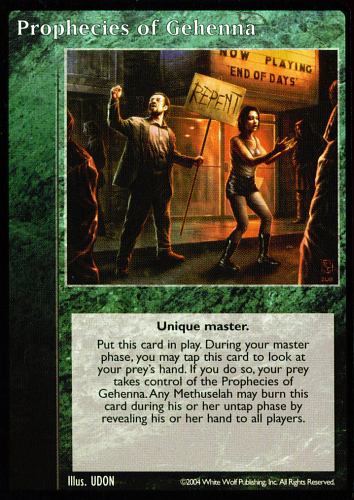 Prophecies of Gehenna
NOW PLAYING
"END OF DAYS"
REPENT
Unique master.
Put this card in play. During your master
phase, you may tap this card to look at
your prey's hand. If you do so, your prey
takes control of the Prophecies of
Gehenna. Any Methuselah may burn this
card during his or her untap phase by
revealing his or her hand to all players.
Illus. UDON
©2004 White Wolf Publishing, Inc. All Rights Reserved.